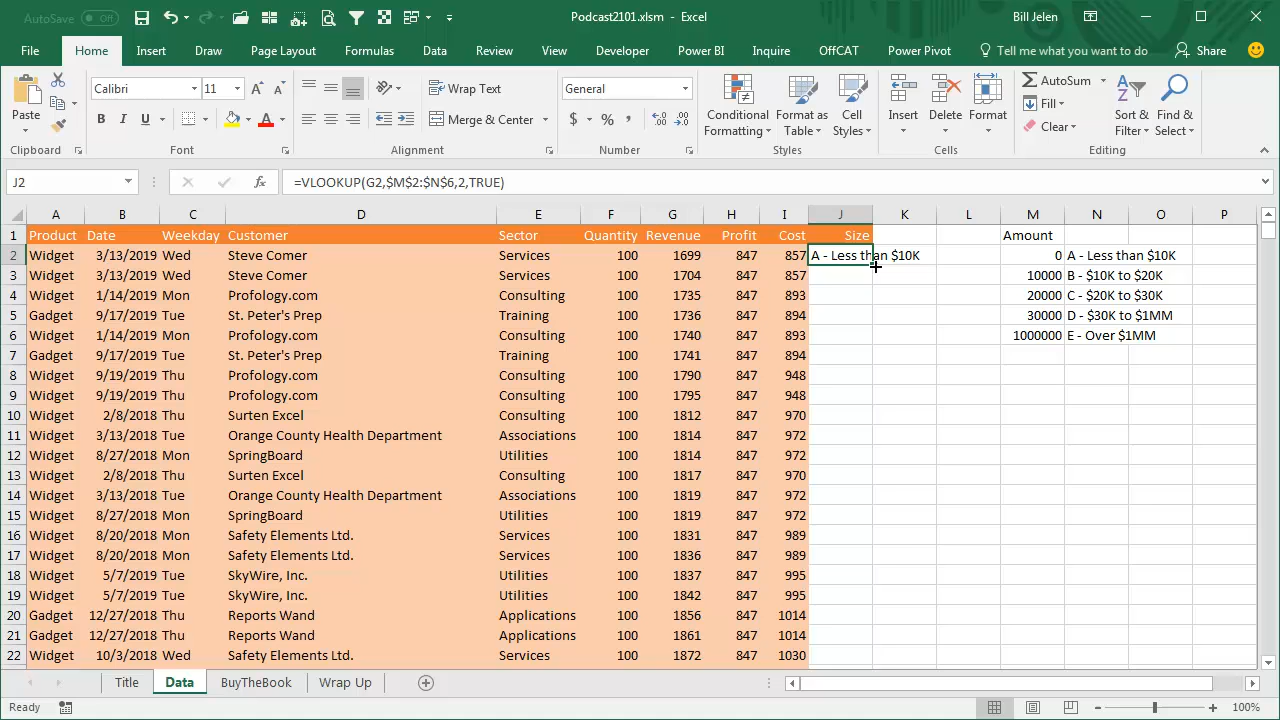 AutoSave Off Podcast2101.xlsm - Excel Bill Jelen
File Home Insert Draw Page Layout Formulas Data Review View Developer Power BI Inquire OffCAT Power Pivot Tell me what you want to do Share
Paste Calibri 11 Wrap Text General Conditional Formatting Format as Table Cell Styles Insert Delete Format AutoSum Sort & Filter Find & Select
B I U Merge & Center $ % Fill
Clear
Clipboard Font Alignment Number Styles Cells Editing
J2 fx =VLOOKUP(G2,$M$2:$N$6,2,TRUE)
A B C D E F G H I J K L M N O P
1 Product Date Weekday Customer Sector Quantity Revenue Profit Cost Size Amount
2 Widget 3/13/2019 Wed Steve Comer Services 100 1699 847 857 A - Less than $10K 0 A - Less than $10K
3 Widget 3/13/2019 Wed Steve Comer Services 100 1704 847 857 10000 B - $10K to $20K
4 Widget 1/14/2019 Mon Profology.com Consulting 100 1735 847 893 20000 C - $20K to $30K
5 Gadget 9/17/2019 Tue St. Peter's Prep Training 100 1736 847 894 30000 D - $30K to $1MM
6 Widget 1/14/2019 Mon Profology.com Consulting 100 1740 847 893 1000000 E - Over $1MM
7 Gadget 9/17/2019 Tue St. Peter's Prep Training 100 1741 847 894
8 Widget 9/19/2019 Thu Profology.com Consulting 100 1790 847 948
9 Widget 9/19/2019 Thu Profology.com Consulting 100 1795 847 948
10 Widget 2/8/2018 Thu Surten Excel Consulting 100 1812 847 970
11 Widget 3/13/2018 Tue Orange County Health Department Associations 100 1814 847 972
12 Widget 8/27/2018 Mon SpringBoard Utilities 100 1814 847 972
13 Widget 2/8/2018 Thu Surten Excel Consulting 100 1817 847 970
14 Widget 3/13/2018 Tue Orange County Health Department Associations 100 1819 847 972
15 Widget 8/27/2018 Mon SpringBoard Utilities 100 1819 847 972
16 Widget 8/20/2018 Mon Safety Elements Ltd. Services 100 1831 847 989
17 Widget 8/20/2018 Mon Safety Elements Ltd. Services 100 1836 847 989
18 Widget 5/7/2019 Tue SkyWire, Inc. Utilities 100 1837 847 995
19 Widget 5/7/2019 Tue SkyWire, Inc. Utilities 100 1842 847 995
20 Gadget 12/27/2018 Thu Reports Wand Applications 100 1856 847 1014
21 Gadget 12/27/2018 Thu Reports Wand Applications 100 1861 847 1014
22 Widget 10/3/2018 Wed Safety Elements Ltd. Services 100 1872 847 1030
Title Data BuyTheBook Wrap Up
Ready 100%